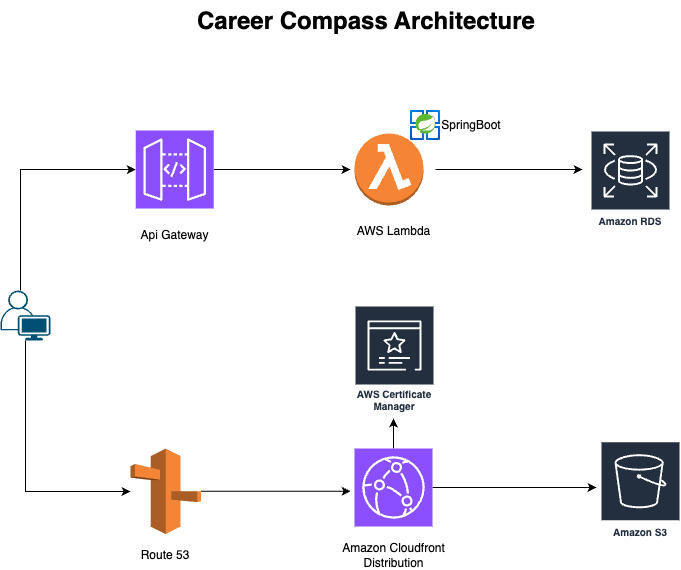 Career Compass Architecture
SpringBoot
Api Gateway
AWS Lambda
Amazon RDS
AWS Certificate
Manager
Route 53
Amazon Cloudfront
Distribution
Amazon S3